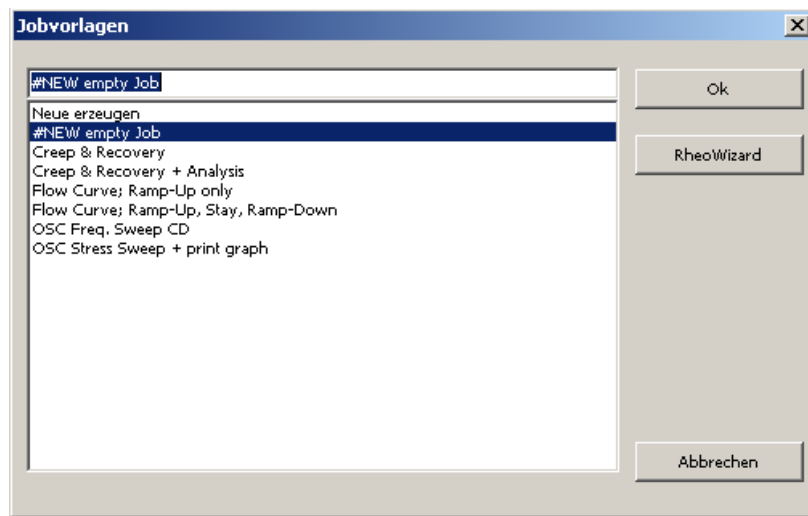 Jobvorlagen
#NEW empty Job
Ok
Neue erzeugen
#NEW empty Job
Creep & Recovery
Creep & Recovery + Analysis
Flow Curve; Ramp-Up only
Flow Curve; Ramp-Up, Stay, Ramp-Down
OSC Freq. Sweep CD
OSC Stress Sweep + print graph
RheoWizard
Abbrechen